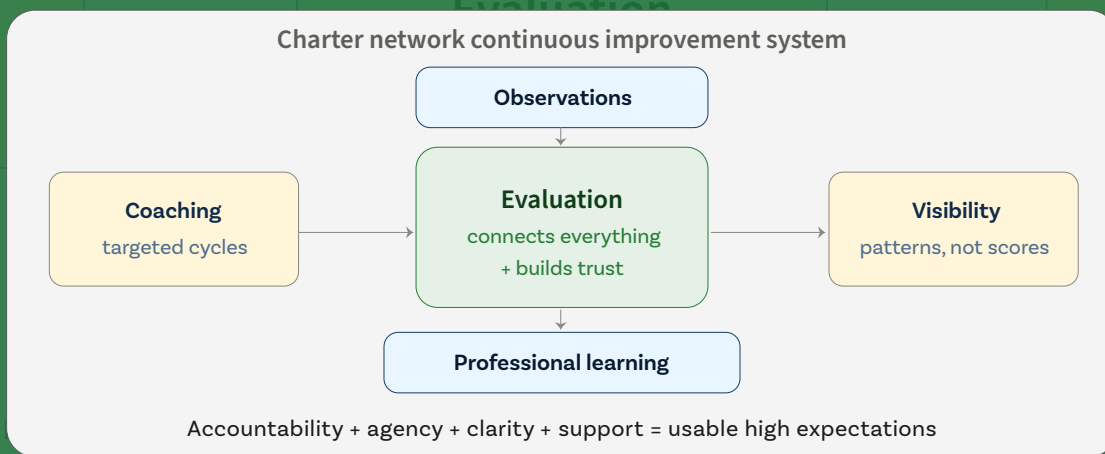 Evaluation
Charter network continuous improvement system
Observations
Coaching
targeted cycles
Evaluation
connects everything
+ builds trust
Visibility
patterns, not scores
Professional learning
Accountability + agency + clarity + support = usable high expectations